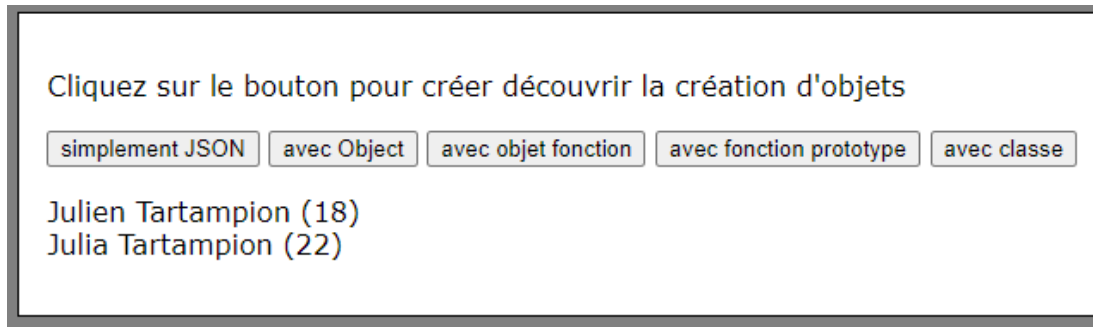 Cliquez sur le bouton pour créer découvrir la création d'objets
simplement JSON avec Object avec objet fonction avec fonction prototype avec classe
Julien Tartampion (18)
Julia Tartampion (22)